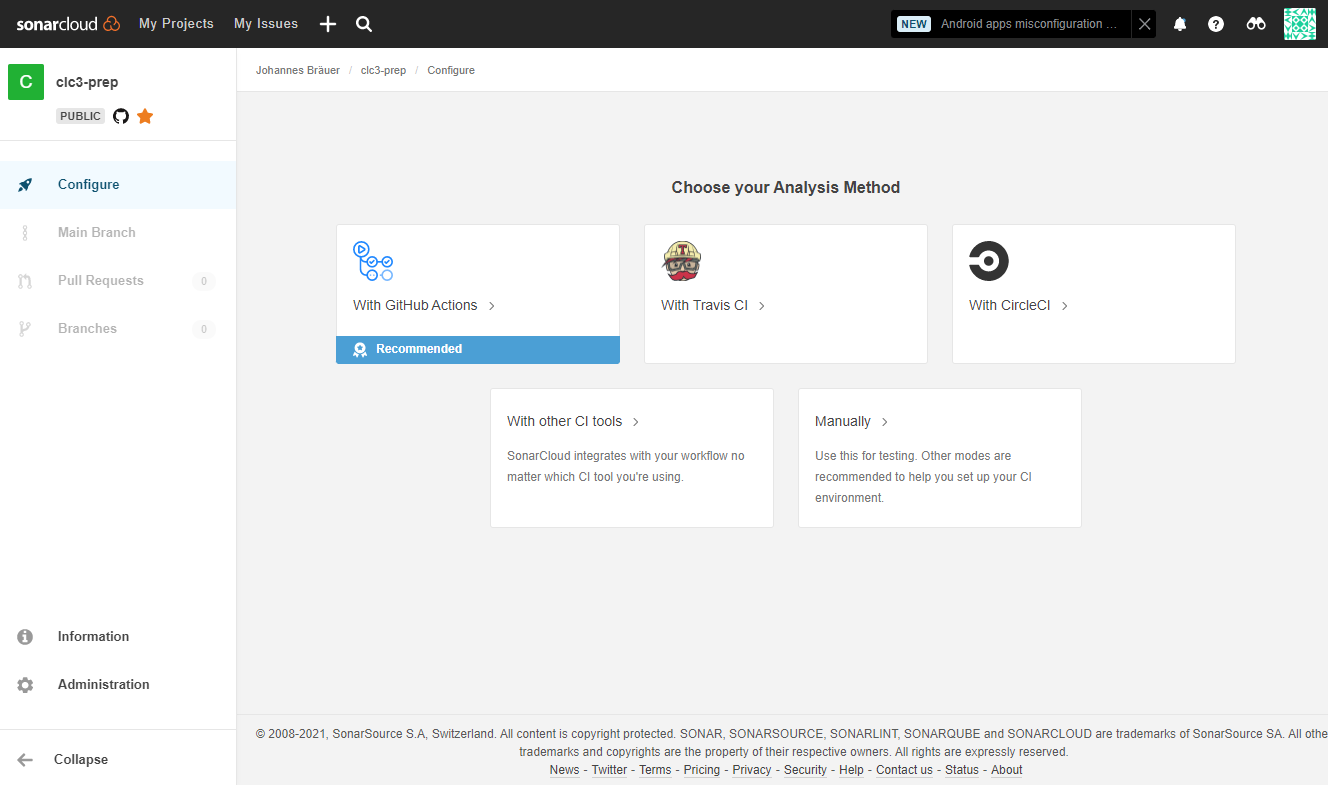 sonarcloud My Projects My Issues NEW Android apps misconfiguration ...
C clc3-prep
PUBLIC
Johannes Bräuer / clc3-prep / Configure
Configure
Main Branch
Pull Requests 0
Branches 0
Choose your Analysis Method
With GitHub Actions
Recommended
With Travis CI
With CircleCI
With other CI tools
SonarCloud integrates with your workflow no
matter which CI tool you're using.
Manually
Use this for testing. Other modes are
recommended to help you set up your CI
environment.
Information
Administration
Collapse
© 2008-2021, SonarSource S.A, Switzerland. All content is copyright protected. SONAR, SONARSOURCE, SONARLINT, SONARQUBE and SONARCLOUD are trademarks of SonarSource SA. All othe
trademarks and copyrights are the property of their respective owners. All rights are expressly reserved.
News - Twitter - Terms - Pricing - Privacy - Security - Help - Contact us - Status - About